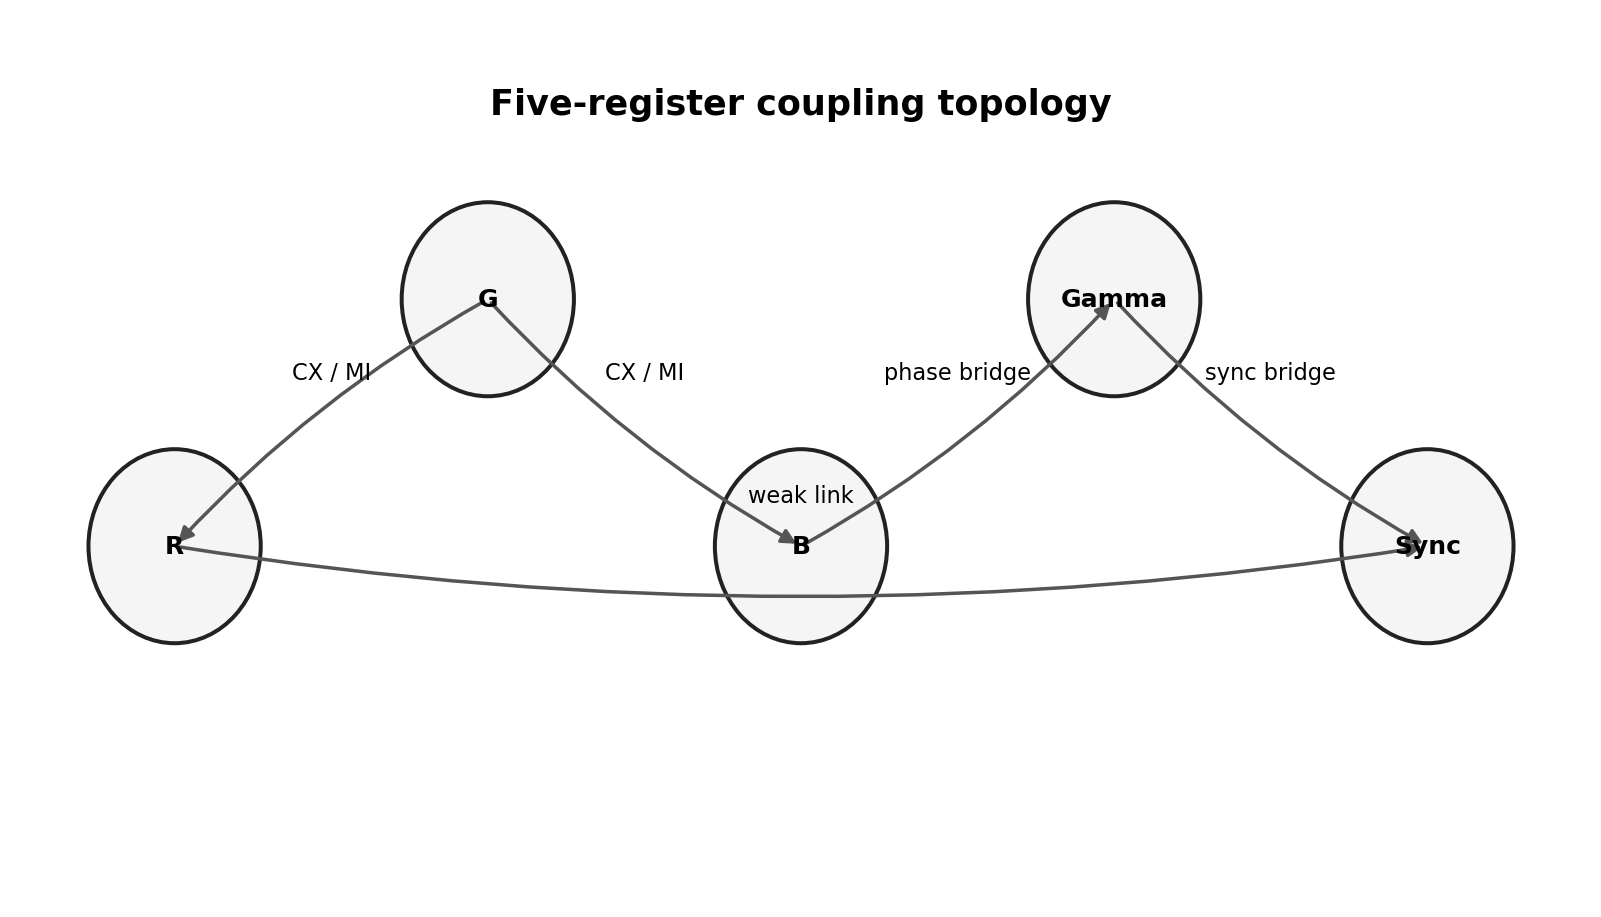 Five-register coupling topology
G
Gamma
CX / MI
CX / MI
phase bridge
sync bridge
weak link
R
B
Sync